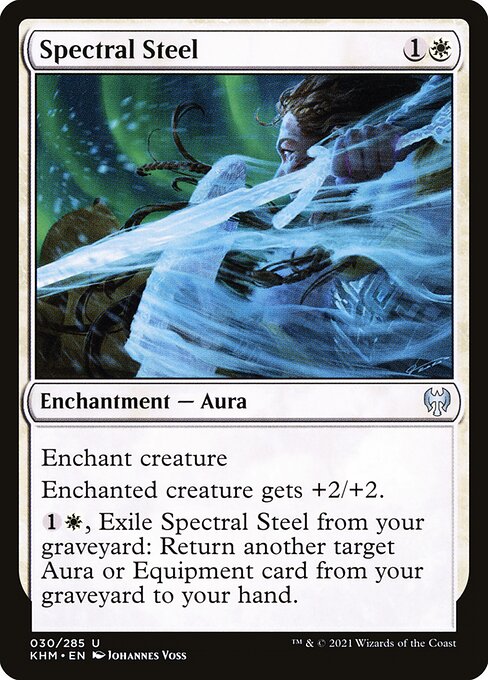 Spectral Steel 1
Enchantment — Aura
Enchant creature
Enchanted creature gets +2/+2.
1, Exile Spectral Steel from your
graveyard: Return another target
Aura or Equipment card from your
graveyard to your hand.
030/285 U
KHM • EN Johannes Voss
™ & © 2021 Wizards of the Coast